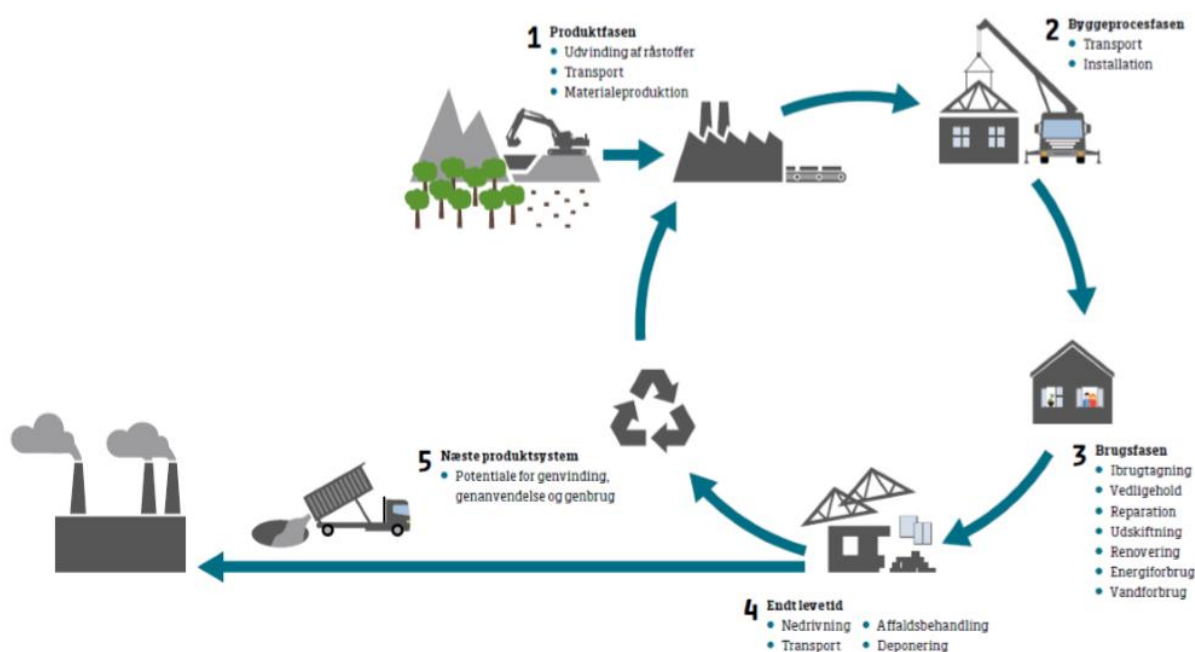 1 Produktfasen
• Udvinding af råstoffer
• Transport
• Materialeproduktion
2 Byggeprocesfasen
• Transport
• Installation
3 Brugsfasen
• Ibrugtagning
• Vedligehold
• Reparation
• Udskiftning
• Renovering
• Energiforbrug
• Vandforbrug
4 Endt levetid
• Nedrivning • Affaldsbehandling
• Transport • Deponering
5 Næste produktsystem
• Potentiale for genvinding,
genanvendelse og genbrug